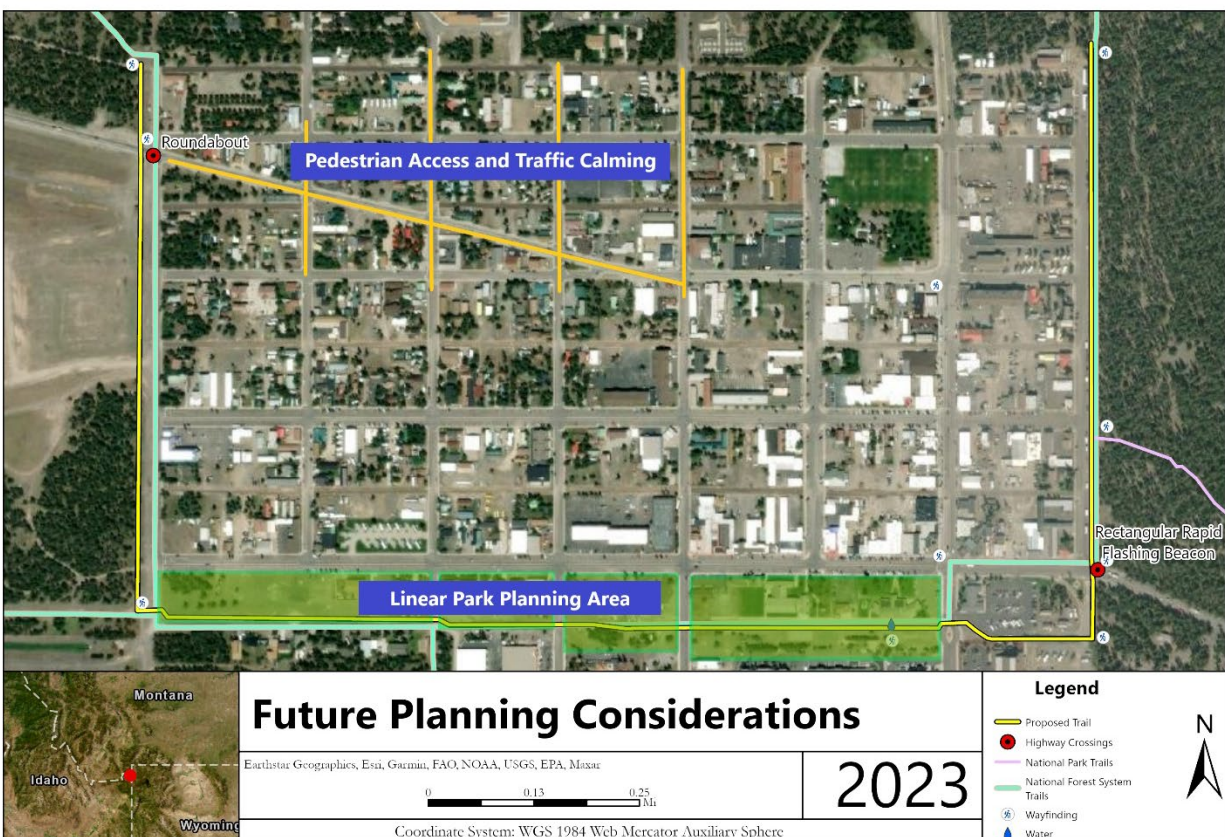 Roundabout
Pedestrian Access and Traffic Calming
Rectangular Rapid
Flashing Beacon
Linear Park Planning Area
Montana
Idaho
Wyoming
Future Planning Considerations
Earthstar Geographics, Esri, Garmin, FAO, NOAA, USGS, EPA, Maxar
0 0.13 0.25
Mi
Coordinate System: WGS 1984 Web Mercator Auxiliary Sphere
2023
Legend
Proposed Trail
Highway Crossings
National Park Trails
National Forest System
Trails
Wayfinding
Water
N